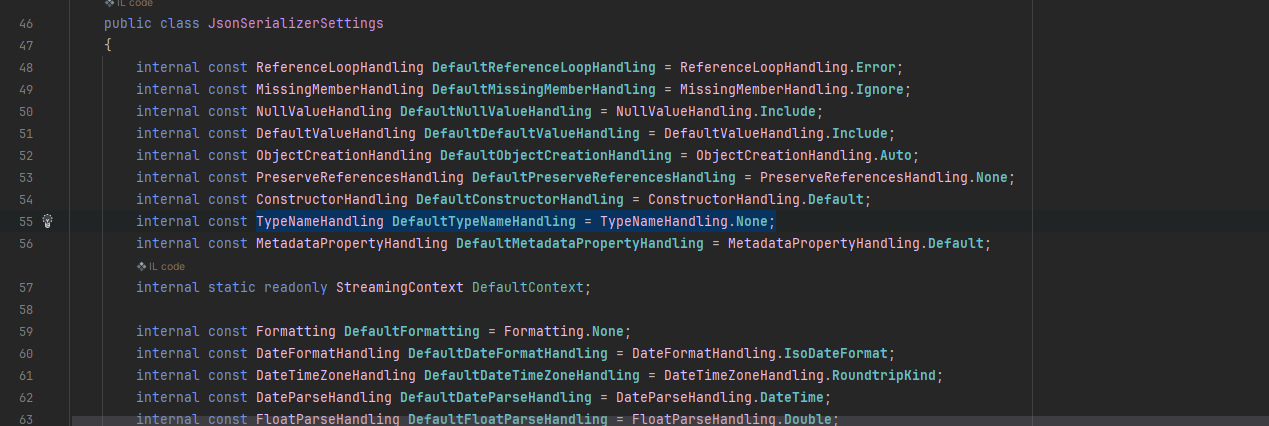 IL code
46 public class JsonSerializerSettings
47 {
48 internal const ReferenceLoopHandling DefaultReferenceLoopHandling = ReferenceLoopHandling.Error;
49 internal const MissingMemberHandling DefaultMissingMemberHandling = MissingMemberHandling.Ignore;
50 internal const NullValueHandling DefaultNullValueHandling = NullValueHandling.Include;
51 internal const DefaultValueHandling DefaultDefaultValueHandling = DefaultValueHandling.Include;
52 internal const ObjectCreationHandling DefaultObjectCreationHandling = ObjectCreationHandling.Auto;
53 internal const PreserveReferencesHandling DefaultPreserveReferencesHandling = PreserveReferencesHandling.None;
54 internal const ConstructorHandling DefaultConstructorHandling = ConstructorHandling.Default;
55 internal const TypeNameHandling DefaultTypeNameHandling = TypeNameHandling.None;
56 internal const MetadataPropertyHandling DefaultMetadataPropertyHandling = MetadataPropertyHandling.Default;
IL code
57 internal static readonly StreamingContext DefaultContext;
58
59 internal const Formatting DefaultFormatting = Formatting.None;
60 internal const DateFormatHandling DefaultDateFormatHandling = DateFormatHandling.IsoDateFormat;
61 internal const DateTimeZoneHandling DefaultDateTimeZoneHandling = DateTimeZoneHandling.RoundtripKind;
62 internal const DateParseHandling DefaultDateParseHandling = DateParseHandling.DateTime;
63 internal const FloatParseHandling DefaultFloatParseHandling = FloatParseHandling.Double;